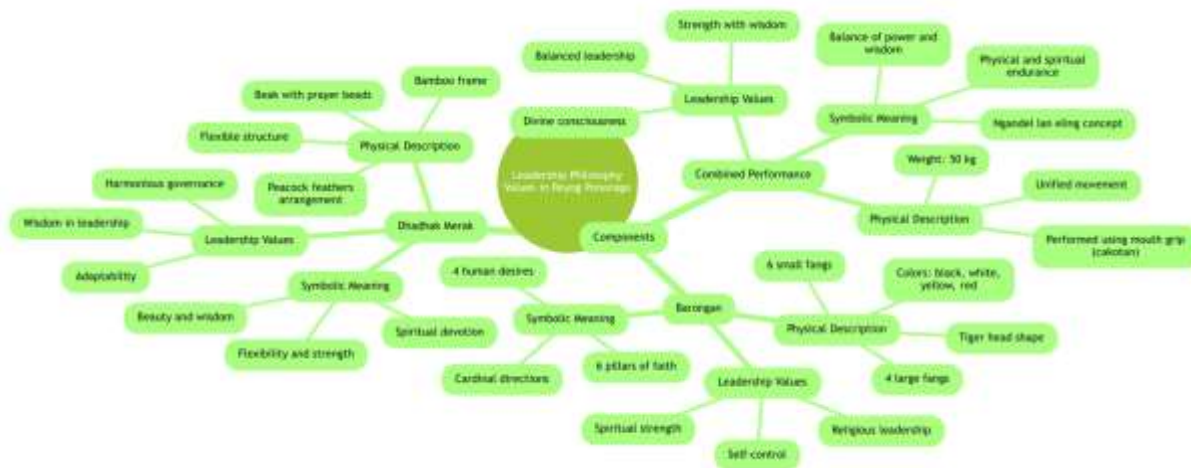 Leadership Philosophy
Values in Reyog Ponorogo
Components
Dhadhak Merak
Physical Description
Bamboo frame
Beak with prayer beads
Flexible structure
Peacock feathers
arrangement
Leadership Values
Harmonious governance
Wisdom in leadership
Adaptability
Symbolic Meaning
Beauty and wisdom
Flexibility and strength
Spiritual devotion
Combined Performance
Leadership Values
Strength with wisdom
Balanced leadership
Divine consciousness
Symbolic Meaning
Balance of power and
wisdom
Physical and spiritual
endurance
Ngandel lan eling concept
Physical Description
Weight: 50 kg
Unified movement
Performed using mouth grip
(cakotan)
Barongan
Symbolic Meaning
4 human desires
Cardinal directions
6 pillars of faith
Physical Description
6 small fangs
Colors: black, white,
yellow, red
Tiger head shape
4 large fangs
Leadership Values
Spiritual strength
Self-control
Religious leadership